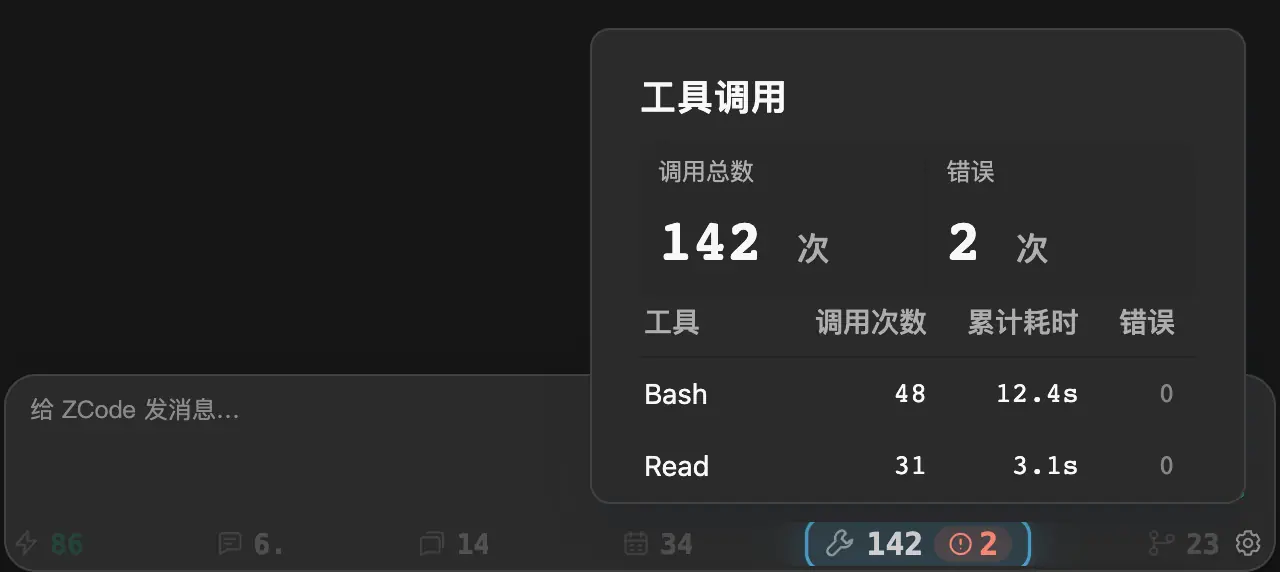 工具调用
调用总数 错误
142 次 2 次
工具 调用次数 累计耗时 错误
Bash 48 12.4s 0
Read 31 3.1s 0
给 ZCode 发消息...
86 6. 14 34 142 2 23